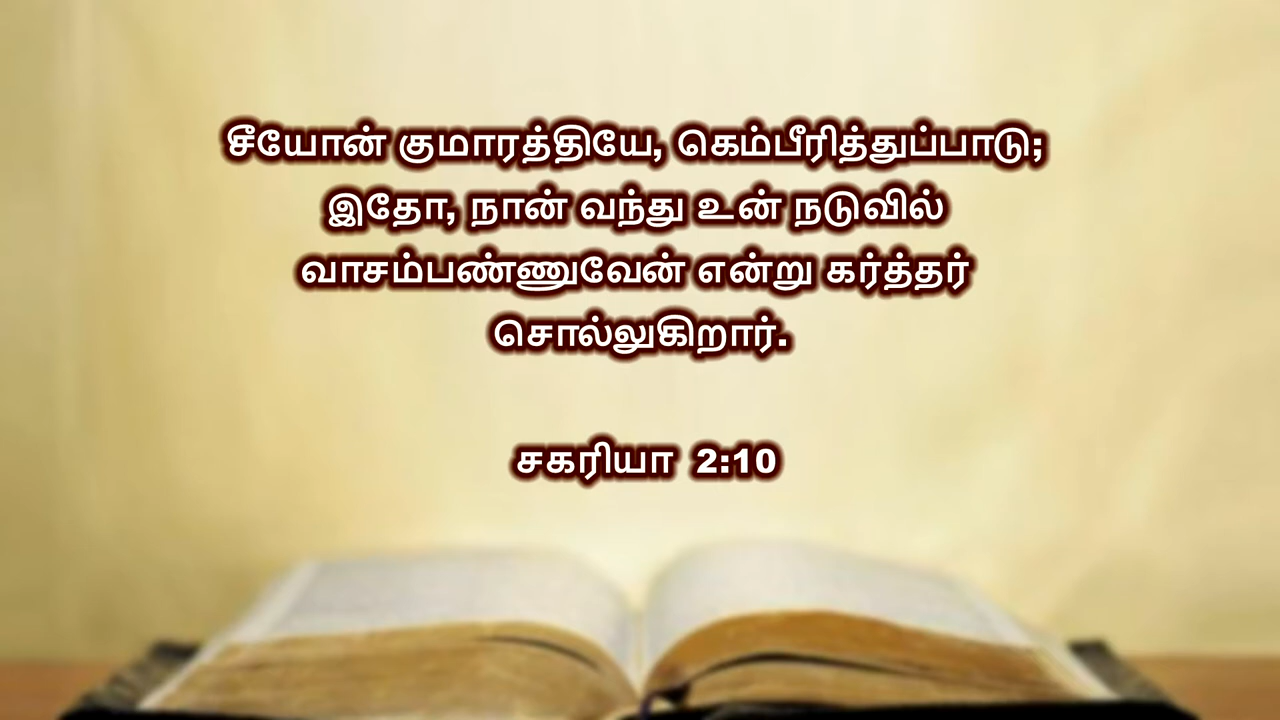 சீயோன் குமாரத்தியே, கெம்பீரித்துப்பாடு;
இதோ, நான் வந்து உன் நடுவில்
வாசம்பண்ணுவேன் என்று கர்த்தர்
சொல்லுகிறார்.
சகரியா 2:10